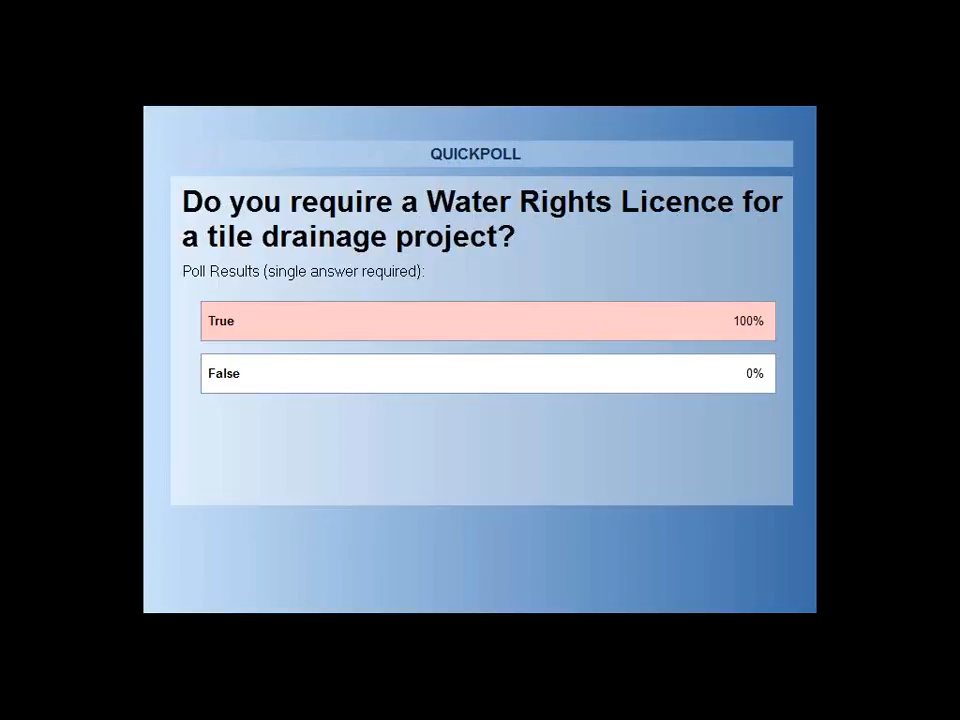 QUICKPOLL
Do you require a Water Rights Licence for
a tile drainage project?
Poll Results (single answer required):
True 100%
False 0%